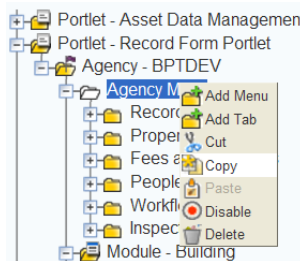 Portlet - Asset Data Managemen
Portlet - Record Form Portlet
Agency - BPTDEV
Agency M
Add Menu
Recor
Add Tab
Proper
Cut
Fees a
Copy
People
Paste
Workfl
Disable
Inspec
Delete
Module - Building